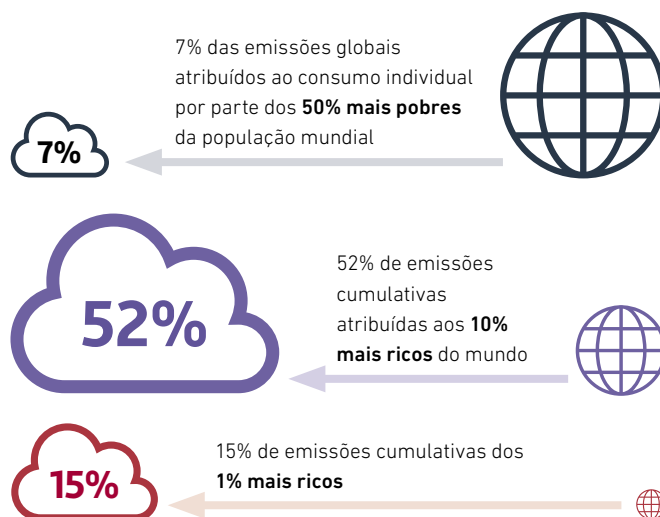 7% das emissões globais
atribuídos ao consumo individual
por parte dos 50% mais pobres
da população mundial
7%
52% de emissões
cumulativas
atribuídas aos 10%
mais ricos do mundo
52%
15% de emissões cumulativas dos
1% mais ricos
15%